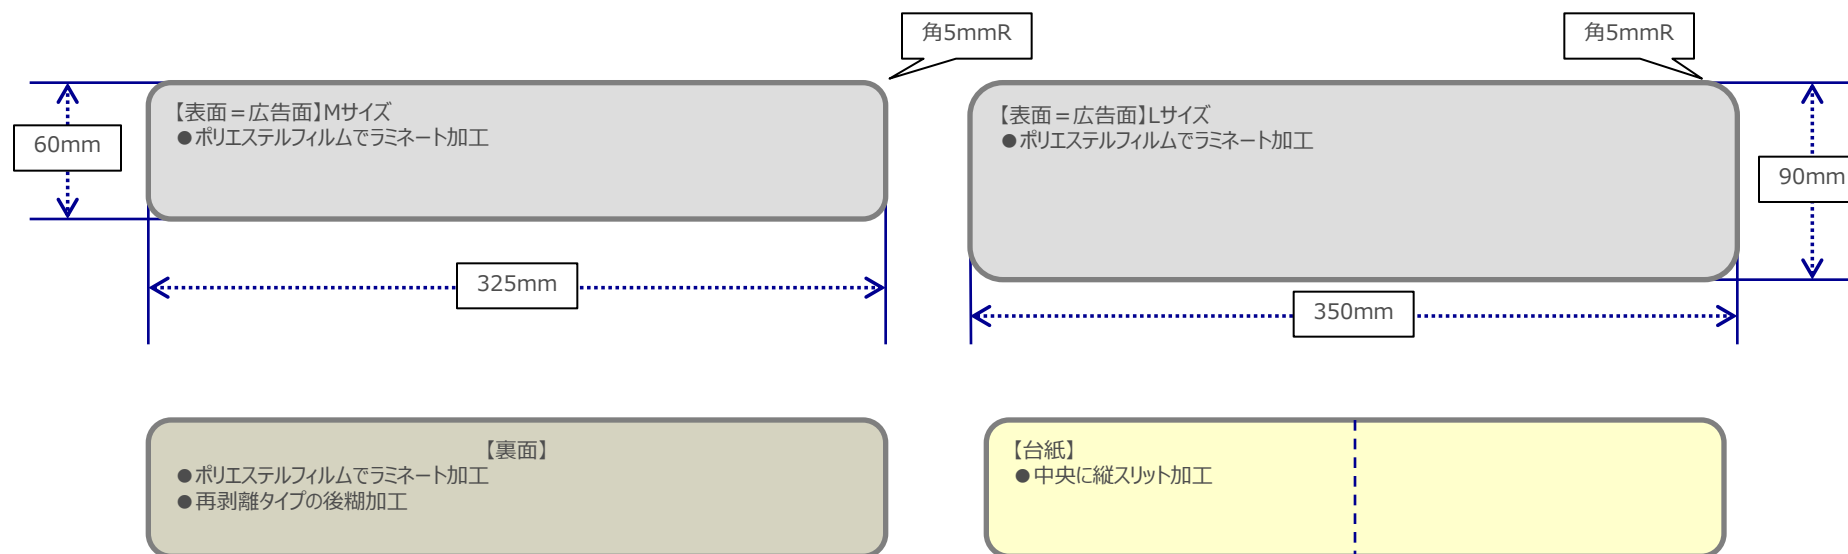 角5mmR
角5mmR
【表面=広告面】Mサイズ
●ポリエステルフィルムでラミネート加工
60mm
325mm
【表面=広告面】Lサイズ
●ポリエステルフィルムでラミネート加工
90mm
350mm
【裏面】
●ポリエステルフィルムでラミネート加工
●再剥離タイプの後糊加工
【台紙】
●中央に縦スリット加工